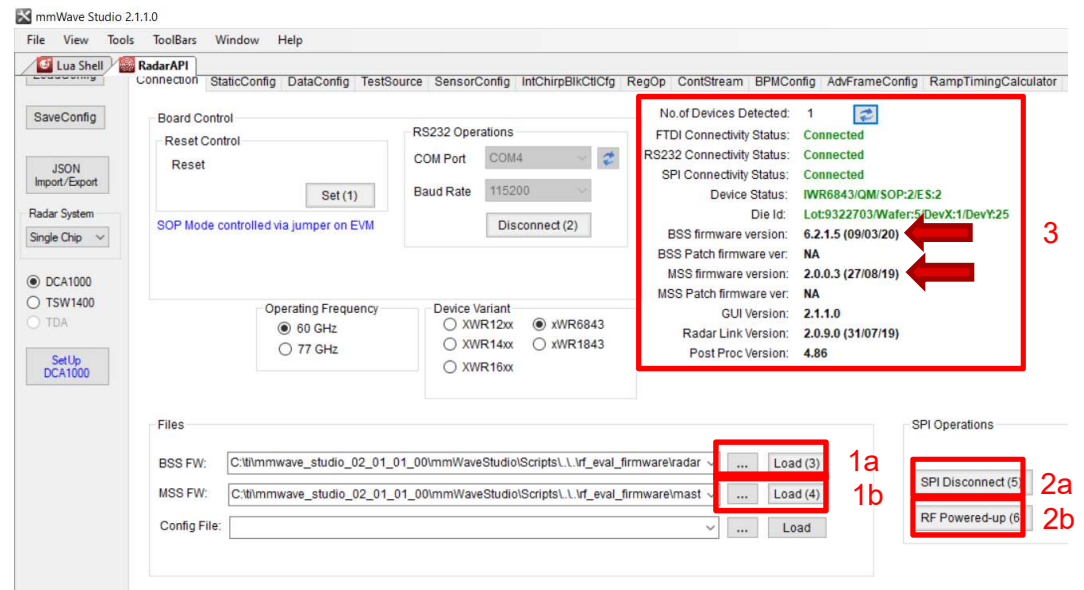 mmWave Studio 2.1.1.0
File View Tools ToolBars Window Help
Lua Shell RadarAPI
Connection StaticConfig DataConfig TestSource SensorConfig IntChirpBlkCtlCfg RegOp ContStream BPMConfig AdvFrameConfig RampTimingCalculator
SaveConfig
JSON
Import/Export
Radar System
Single Chip
DCA1000
TSW1400
TDA
SetUp
DCA1000
Board Control
Reset Control
Reset
Set (1)
SOP Mode controlled via jumper on EVM
RS232 Operations
COM Port COM4
Baud Rate 115200
Disconnect (2)
Operating Frequency
60 GHz
77 GHz
Device Variant
XWR12xx xWR6843
XWR14xx xWR1843
XWR16xx
No.of Devices Detected: 1
FTDI Connectivity Status: Connected
RS232 Connectivity Status: Connected
SPI Connectivity Status: Connected
Device Status: IWR6843/QM/SOP:2/ES:2
Die Id: Lot:9322703/Wafer:5/DevX:1/DevY:25
BSS firmware version: 6.2.1.5 (09/03/20)
BSS Patch firmware ver: NA
MSS firmware version: 2.0.0.3 (27/08/19)
MSS Patch firmware ver: NA
GUI Version: 2.1.1.0
Radar Link Version: 2.0.9.0 (31/07/19)
Post Proc Version: 4.86
3
Files
BSS FW: C:\ti\mmwave_studio_02_01_01_00\mmWaveStudio\Scripts\..\..\rf_eval_firmware\radar ... Load (3) 1a
MSS FW: C:\ti\mmwave_studio_02_01_01_00\mmWaveStudio\Scripts\..\..\rf_eval_firmware\mast ... Load (4) 1b
Config File: ... Load
SPI Operations
SPI Disconnect (5) 2a
RF Powered-up (6 2b